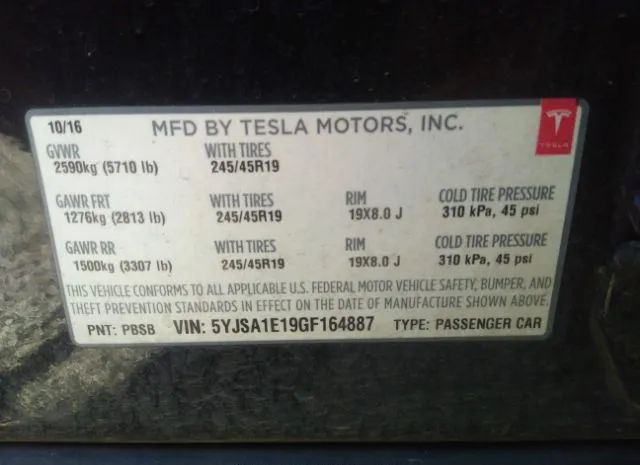 10/16 MFD BY TESLA MOTORS, INC.
TESLA
GVWR WITH TIRES
2590kg (5710 lb) 245/45R19
GAWR FRT WITH TIRES RIM COLD TIRE PRESSURE
1276kg (2813 lb) 245/45R19 19X8.0 J 310 kPa, 45 psi
GAWR RR WITH TIRES RIM COLD TIRE PRESSURE
1500kg (3307 lb) 245/45R19 19X8.0 J 310 kPa, 45 psi
THIS VEHICLE CONFORMS TO ALL APPLICABLE U.S. FEDERAL MOTOR VEHICLE SAFETY, BUMPER, AND
THEFT PREVENTION STANDARDS IN EFFECT ON THE DATE OF MANUFACTURE SHOWN ABOVE.
PNT: PBSB VIN: 5YJSA1E19GF164887 TYPE: PASSENGER CAR